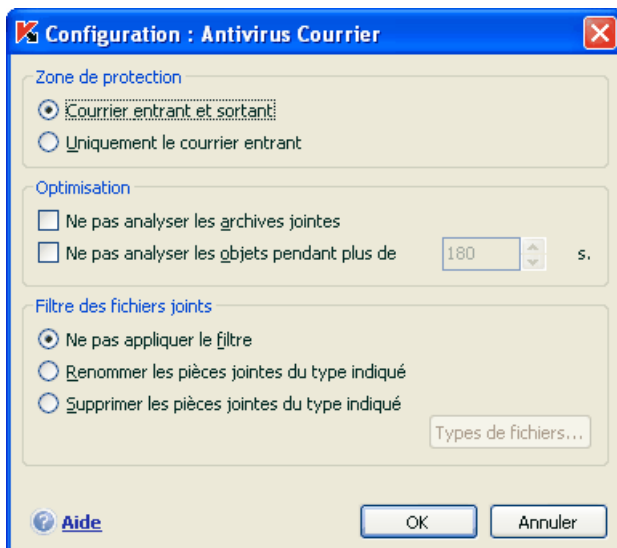 Configuration : Antivirus Courrier
Zone de protection
Courrier entrant et sortant
Uniquement le courrier entrant
Optimisation
Ne pas analyser les archives jointes
Ne pas analyser les objets pendant plus de 180 s.
Filtre des fichiers joints
Ne pas appliquer le filtre
Renommer les pièces jointes du type indiqué
Supprimer les pièces jointes du type indiqué
Types de fichiers...
Aide OK Annuler